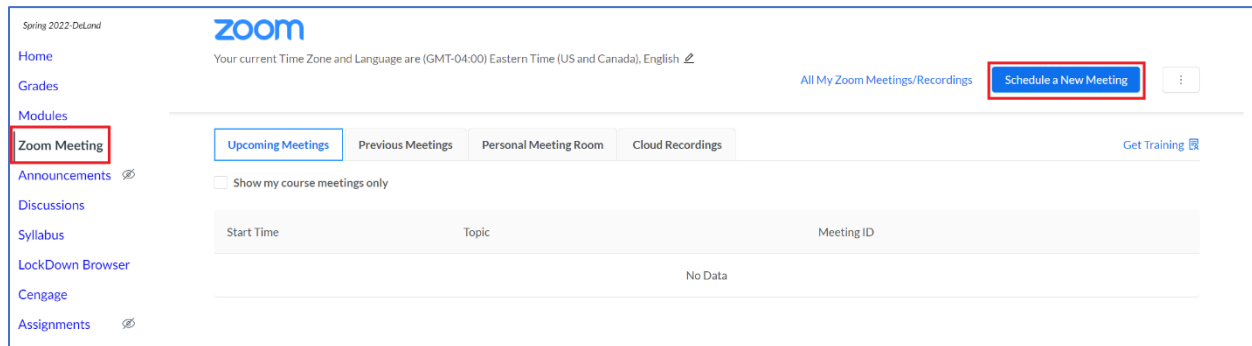 Spring 2022-DeLand
Home
Grades
Modules
Zoom Meeting
Announcements
Discussions
Syllabus
LockDown Browser
Cengage
Assignments
zoom
Your current Time Zone and Language are (GMT-04:00) Eastern Time (US and Canada), English
All My Zoom Meetings/Recordings
Schedule a New Meeting
Upcoming Meetings
Previous Meetings
Personal Meeting Room
Cloud Recordings
Get Training
Show my course meetings only
Start Time
Topic
Meeting ID
No Data